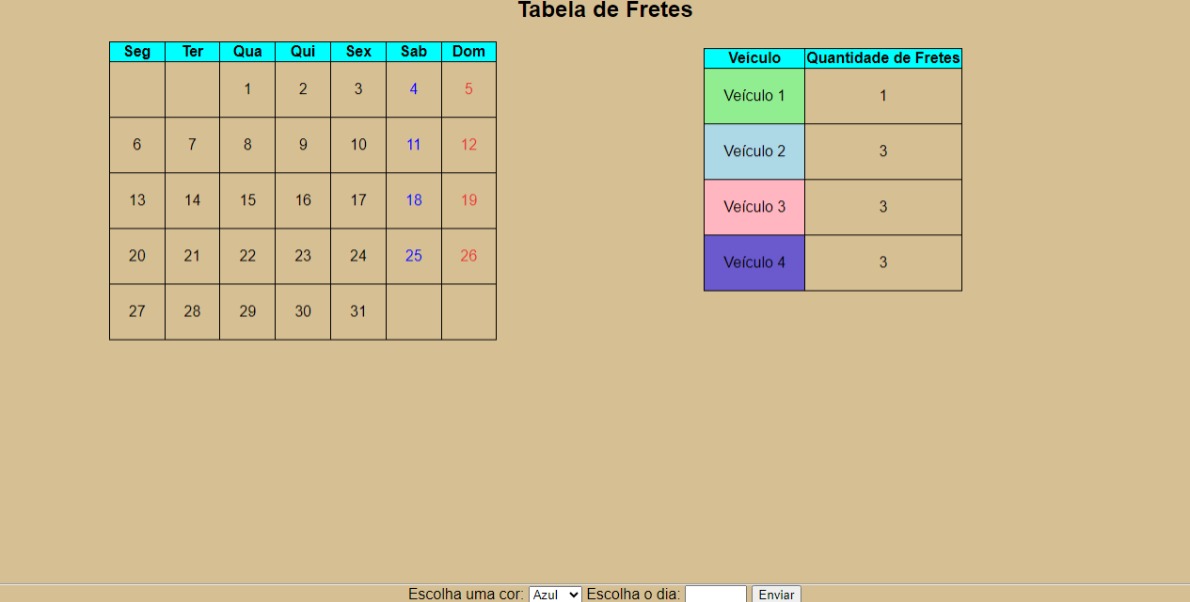 Tabela de Fretes
Seg Ter Qua Qui Sex Sab Dom
1 2 3 4 5
6 7 8 9 10 11 12
13 14 15 16 17 18 19
20 21 22 23 24 25 26
27 28 29 30 31
Veículo Quantidade de Fretes
Veículo 1 1
Veículo 2 3
Veículo 3 3
Veículo 4 3
Escolha uma cor: Azul Escolha o dia: Enviar